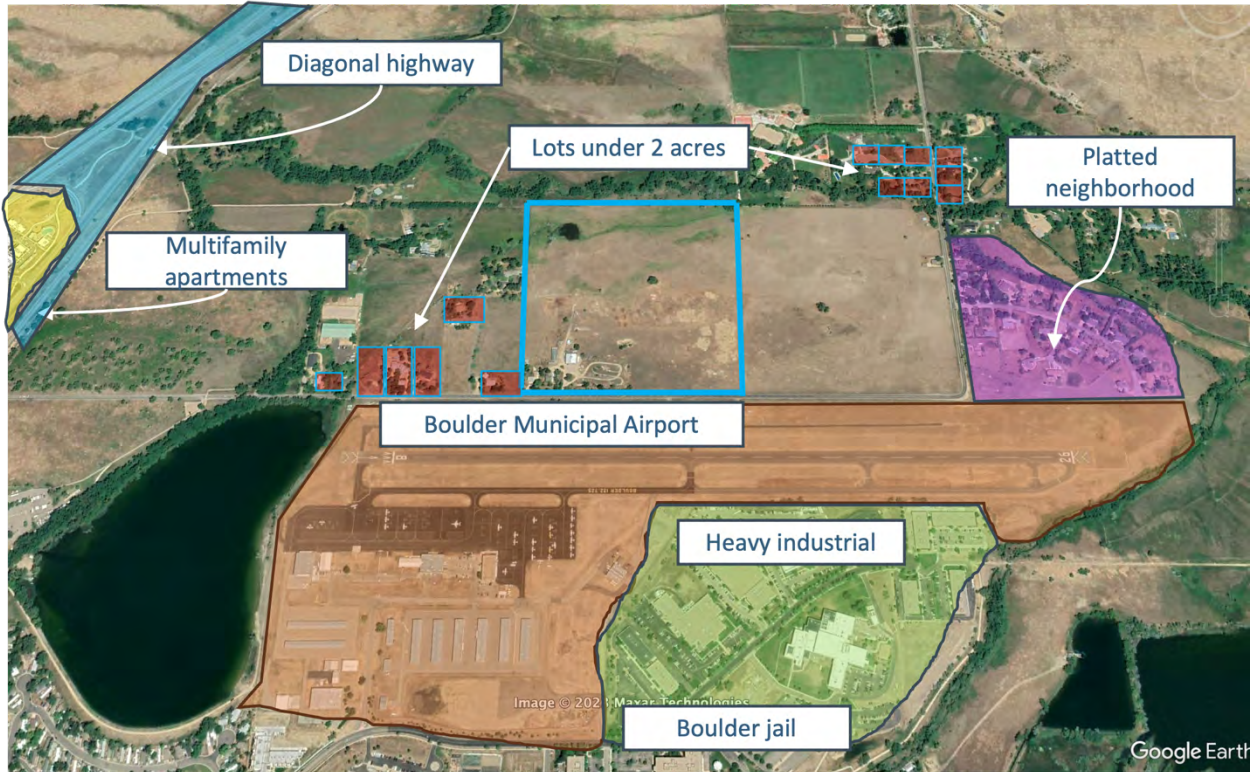 Diagonal highway
Lots under 2 acres
Platted
neighborhood
Multifamily
apartments
Boulder Municipal Airport
Heavy industrial
Image © 2023 Maxar Technologies
Boulder jail
Google Earth